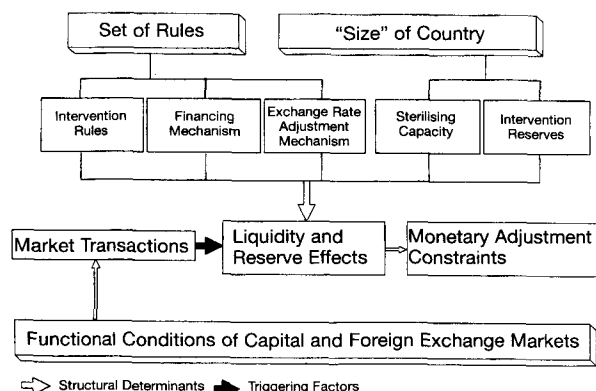 Set of Rules
"Size" of Country
Intervention
Rules
Financing
Mechanism
Exchange Rate
Adjustment
Mechanism
Sterilising
Capacity
Intervention
Reserves
Market Transactions
Liquidity and
Reserve Effects
Monetary Adjustment
Constraints
Functional Conditions of Capital and Foreign Exchange Markets
Structural Determinants
Triggering Factors